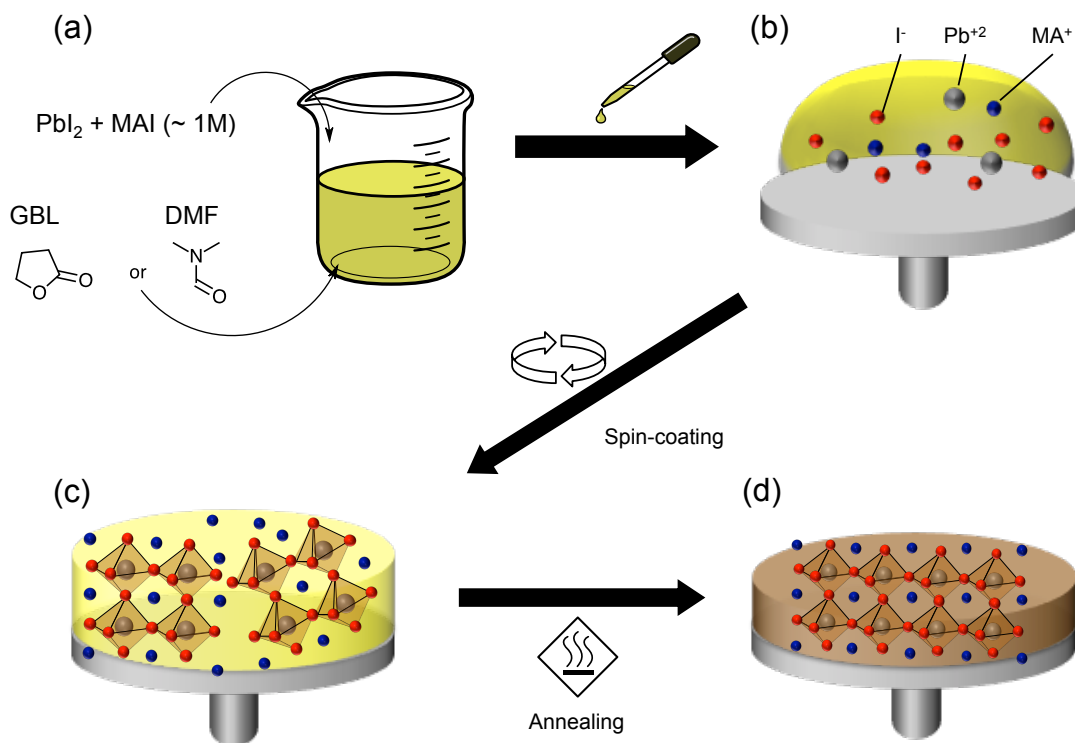 (a)
PbI₂ + MAI (~ 1M)
GBL
or
DMF
N
O
O
O
(b)
I⁻
Pb⁺²
MA⁺
Spin-coating
(c)
Annealing
(d)